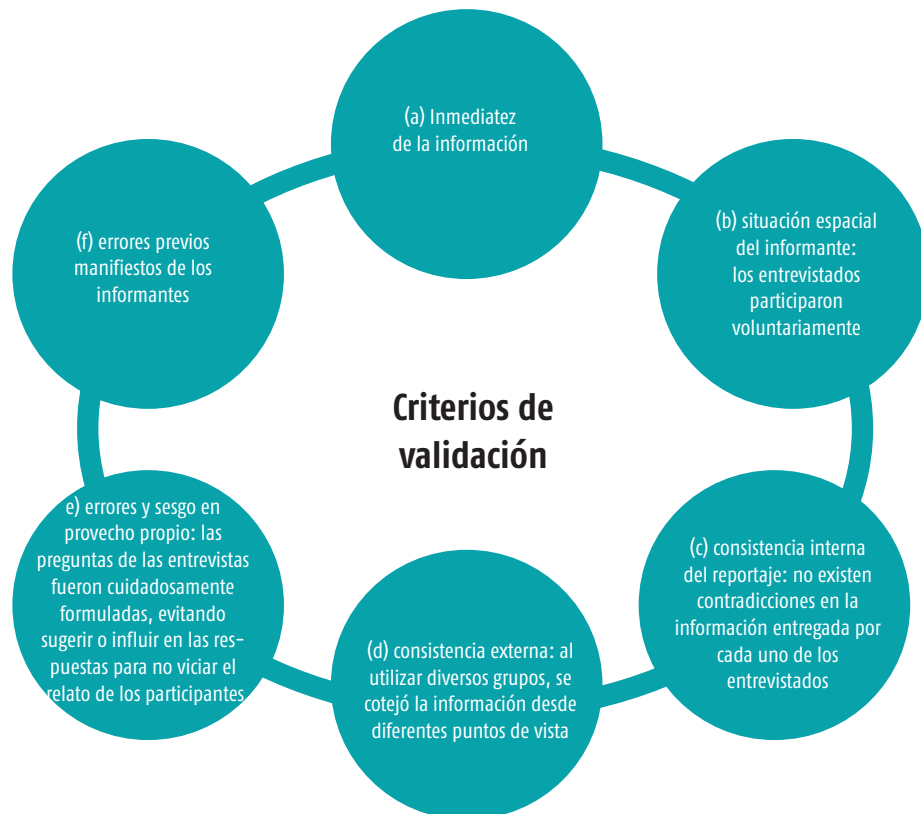 (a) Inmediatez
de la información
(b) situación espacial
del informante:
los entrevistados
participaron
voluntariamente
(c) consistencia interna
del reportaje: no existen
contradicciones en la
información entregada por
cada uno de los
entrevistados
(d) consistencia externa: al
utilizar diversos grupos, se
cotejó la información desde
diferentes puntos de vista
e) errores y sesgo en
provecho propio: las
preguntas de las entrevistas
fueron cuidadosamente
formuladas, evitando
sugerir o influir en las res-
puestas para no viciar el
relato de los participantes
(f) errores previos
manifiestos de los
informantes
Criterios de
validación